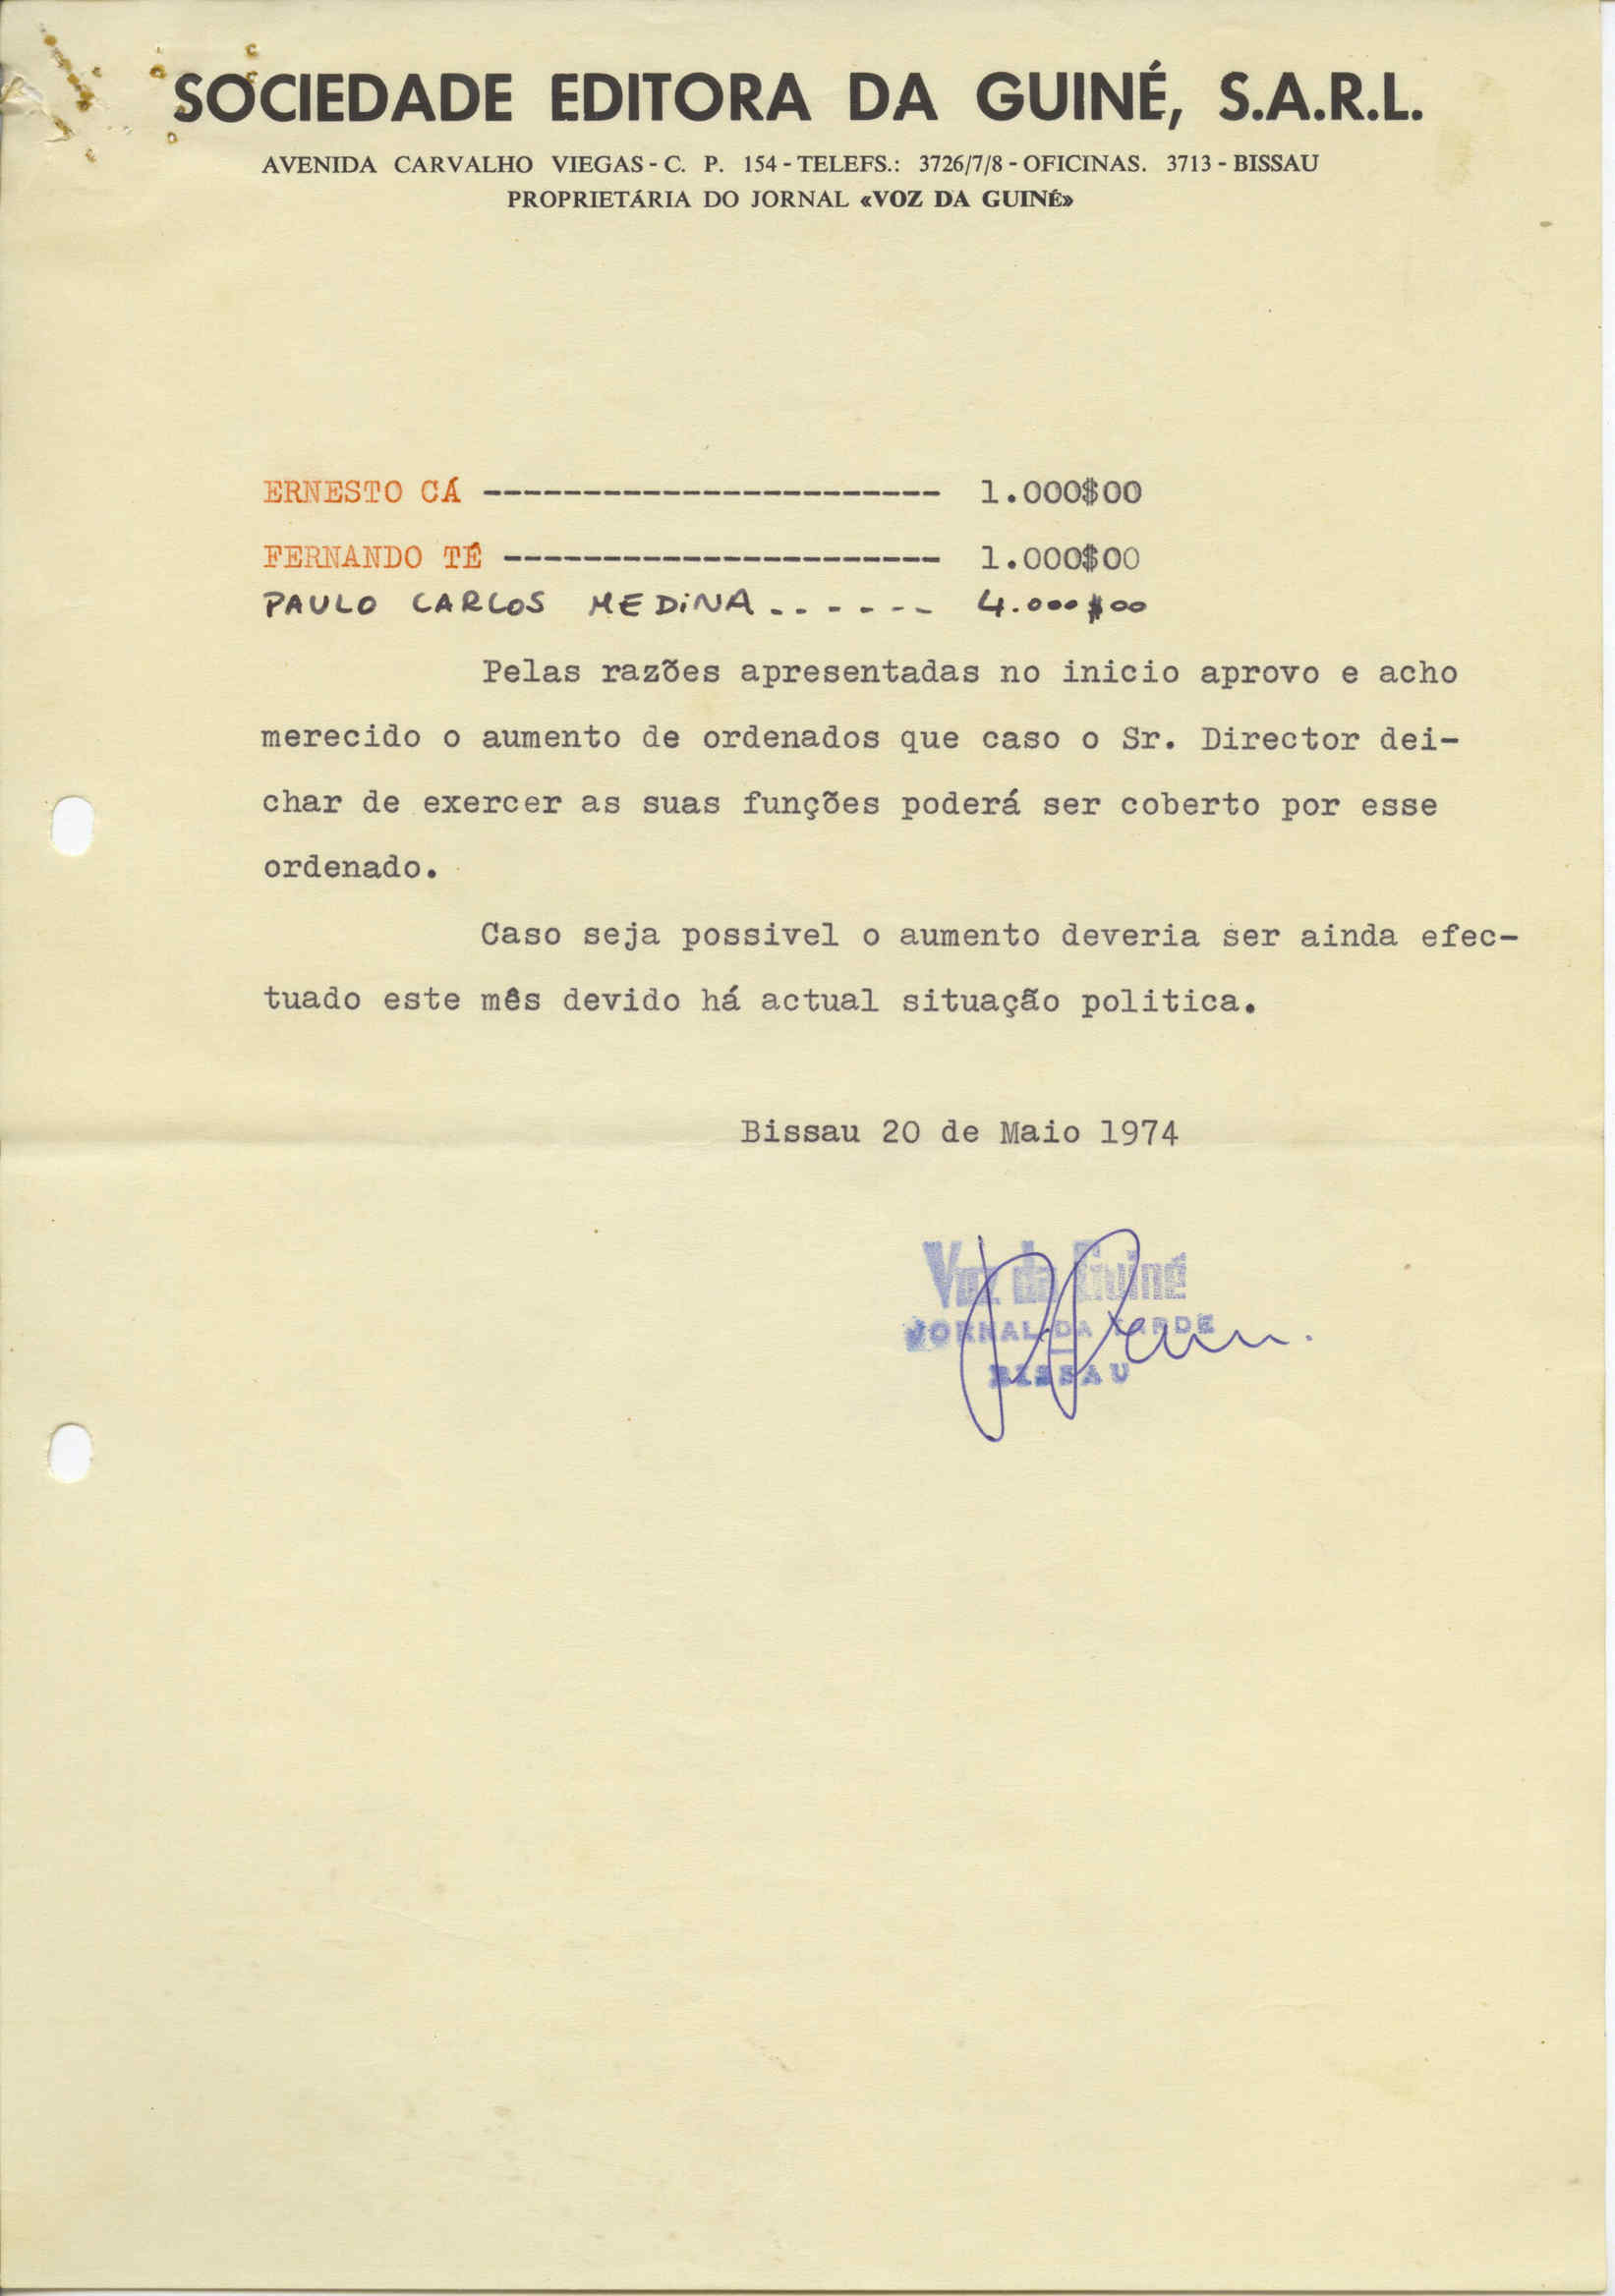 SOCIEDADE EDITORA DA GUINÉ, S.A.R.L.
AVENIDA CARVALHO VIEGAS - C. P. 154 - TELEFS.: 3726/7/8 - OFICINAS. 3713 - BISSAU
PROPRIETÁRIA DO JORNAL «VOZ DA GUINÉ»
ERNESTO CÁ ----------------------- 1.000$00
FERNANDO TÉ ---------------------- 1.000$00
PAULO CARLOS MEDINA - - - - - - - 4.000$00
Pelas razões apresentadas no inicio aprovo e acho
merecido o aumento de ordenados que caso o Sr. Director dei-
char de exercer as suas funções poderá ser coberto por esse
ordenado.
Caso seja possivel o aumento deveria ser ainda efec-
tuado este mês devido há actual situação politica.
Bissau 20 de Maio 1974
Voz da Guiné
JORNAL DA TARDE
BISSAU